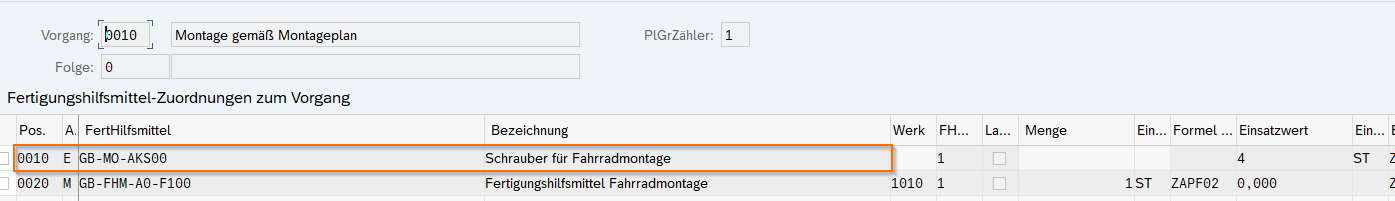 Vorgang: 0010 Montage gemäß Montageplan PlGrZähler: 1
Folge: 0
Fertigungshilfsmittel-Zuordnungen zum Vorgang
Pos. A. FertHilfsmittel Bezeichnung Werk FH... La... Menge Ein... Formel ... Einsatzwert Ein...
0010 E GB-MO-AKS00 Schrauber für Fahrradmontage 1 4 ST
0020 M GB-FHM-A0-F100 Fertigungshilfsmittel Fahrradmontage 1010 1 1 ST ZAPF02 0,000